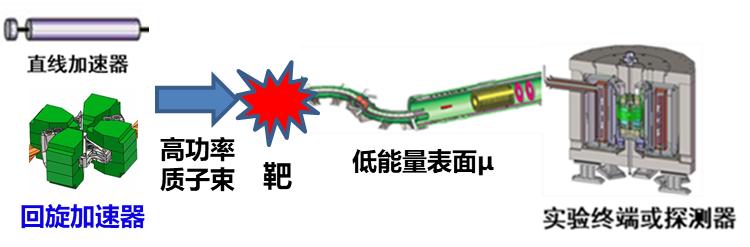 直线加速器
回旋加速器
高功率
质子束
靶
低能量表面μ
实验终端或探测器